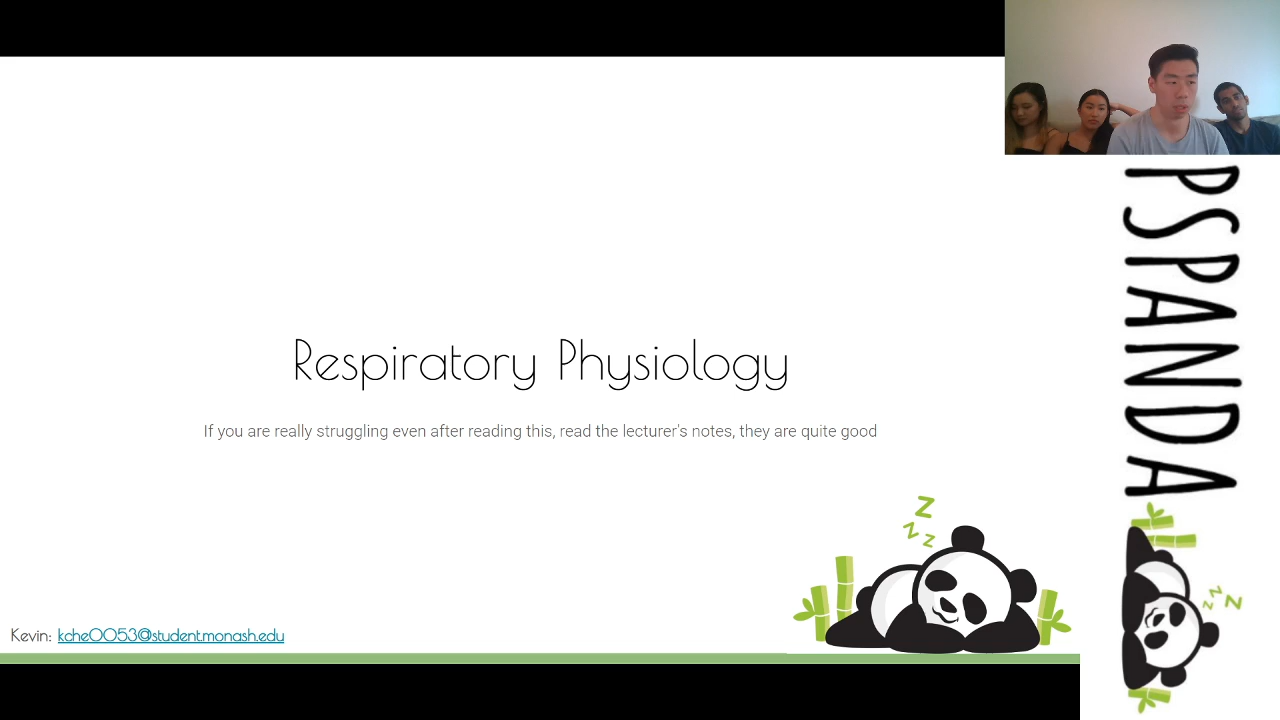 Respiratory Physiology
If you are really struggling even after reading this, read the lecturer's notes, they are quite good
Z
Z
Z
Kevin: kche0053@student.monash.edu
PSPANDA
Z
Z
Z